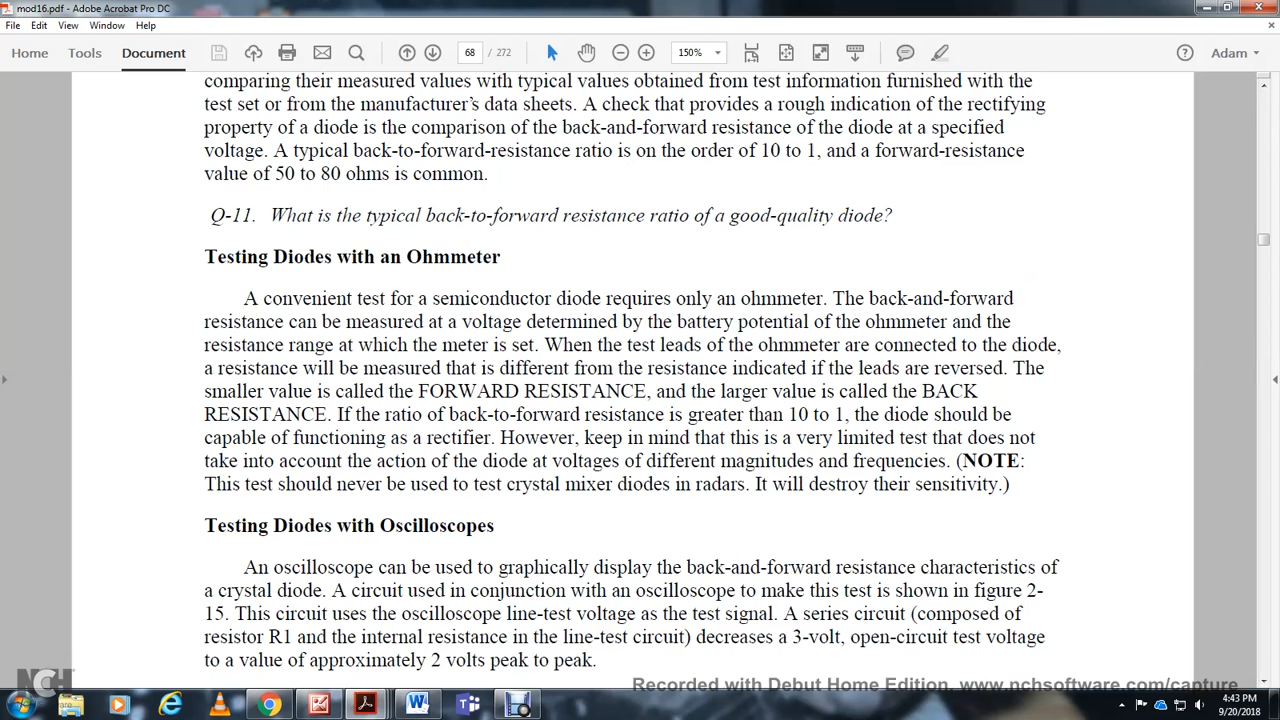 mod16.pdf - Adobe Acrobat Pro DC
File Edit View Window Help
Home Tools Document 68 / 272 150% Adam
comparing their measured values with typical values obtained from test information furnished with the
test set or from the manufacturer's data sheets. A check that provides a rough indication of the rectifying
property of a diode is the comparison of the back-and-forward resistance of the diode at a specified
voltage. A typical back-to-forward-resistance ratio is on the order of 10 to 1, and a forward-resistance
value of 50 to 80 ohms is common.
Q-11. What is the typical back-to-forward resistance ratio of a good-quality diode?
Testing Diodes with an Ohmmeter
A convenient test for a semiconductor diode requires only an ohmmeter. The back-and-forward
resistance can be measured at a voltage determined by the battery potential of the ohmmeter and the
resistance range at which the meter is set. When the test leads of the ohmmeter are connected to the diode,
a resistance will be measured that is different from the resistance indicated if the leads are reversed. The
smaller value is called the FORWARD RESISTANCE, and the larger value is called the BACK
RESISTANCE. If the ratio of back-to-forward resistance is greater than 10 to 1, the diode should be
capable of functioning as a rectifier. However, keep in mind that this is a very limited test that does not
take into account the action of the diode at voltages of different magnitudes and frequencies. (NOTE:
This test should never be used to test crystal mixer diodes in radars. It will destroy their sensitivity.)
Testing Diodes with Oscilloscopes
An oscilloscope can be used to graphically display the back-and-forward resistance characteristics of
a crystal diode. A circuit used in conjunction with an oscilloscope to make this test is shown in figure 2-
15. This circuit uses the oscilloscope line-test voltage as the test signal. A series circuit (composed of
resistor R1 and the internal resistance in the line-test circuit) decreases a 3-volt, open-circuit test voltage
to a value of approximately 2 volts peak to peak.
NCH
Recorded with Debut Home Edition. www.nchsoftware.com/capture
4:43 PM
9/20/2018